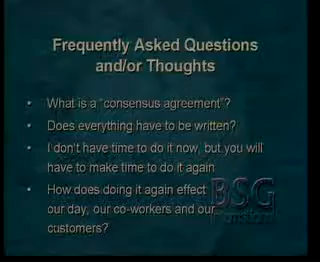 Frequently Asked Questions
and/or Thoughts
• What is a "consensus agreement"?
• Does everything have to be written?
• I don't have time to do it now, but you will
have to make time to do it again
• How does doing it again effect
our day, our co-workers and our
customers?
BSG